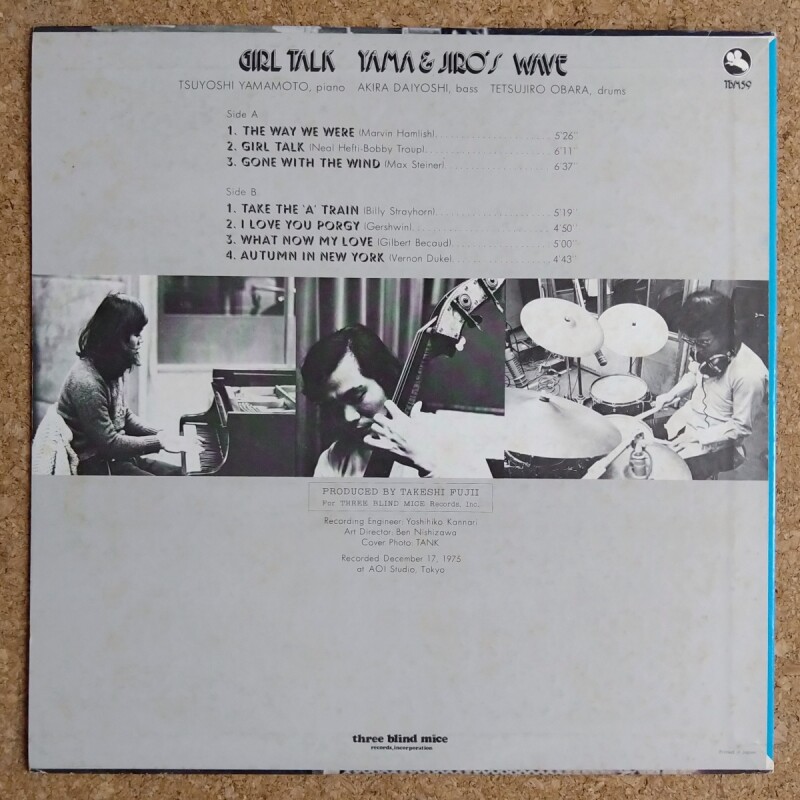 GIRL TALK YAMA & JIRO'S WAVE
TBM59
TSUYOSHI YAMAMOTO, piano AKIRA DAIYOSHI, bass TETSUJIRO OBARA, drums
Side A
1. THE WAY WE WERE (Marvin Hamlish) 5'26"
2. GIRL TALK (Neal Hefti-Bobby Troup) 6'11"
3. GONE WITH THE WIND (Max Steiner) 6'37"
Side B
1. TAKE THE 'A' TRAIN (Billy Strayhorn) 5'19
2. I LOVE YOU PORGY (Gershwin) 4'50"
3. WHAT NOW MY LOVE (Gilbert Becaud) 5'00"
4. AUTUMN IN NEW YORK (Vernon Duke) 4'43"
PRODUCED BY TAKESHI FUJII
For THREE BLIND MICE Records, Inc.
Recording Engineer: Yoshihiko Kannari
Art Director: Ben Nishizawa
Cover Photo: TANK
Recorded December 17, 1975
at AOI Studio, Tokyo
three blind mice
records, incorporation